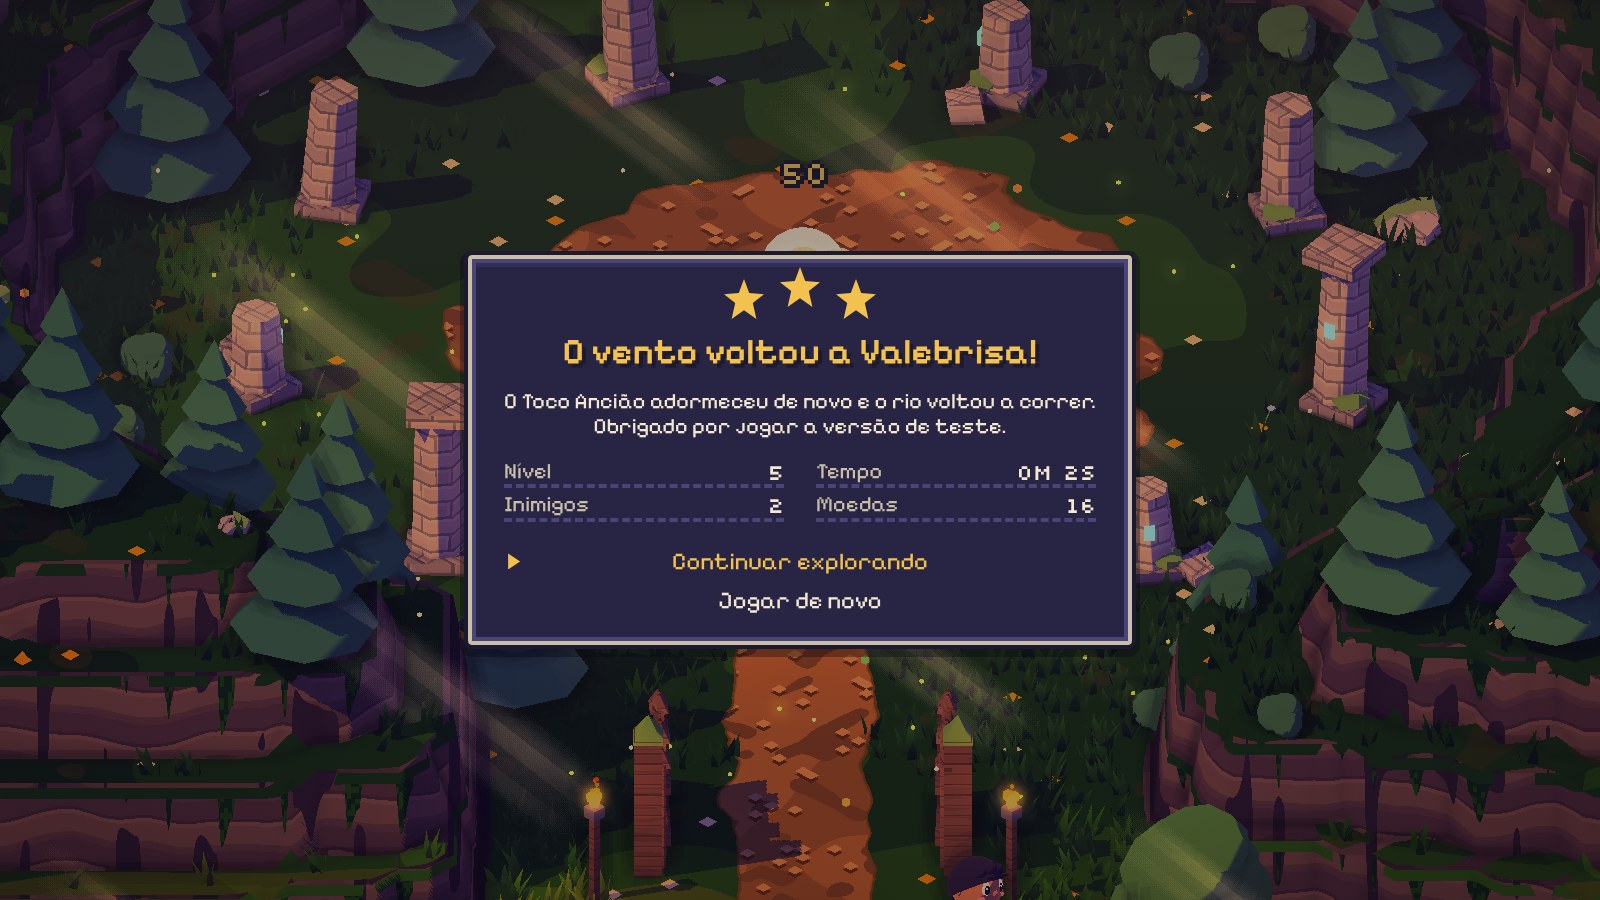 50
O vento voltou a Valebrisa!
O Toco Ancião adormeceu de novo e o rio voltou a correr.
Obrigado por jogar a versão de teste.
Nível 5 Tempo 0M 2S
Inimigos 2 Moedas 16
Continuar explorando
Jogar de novo